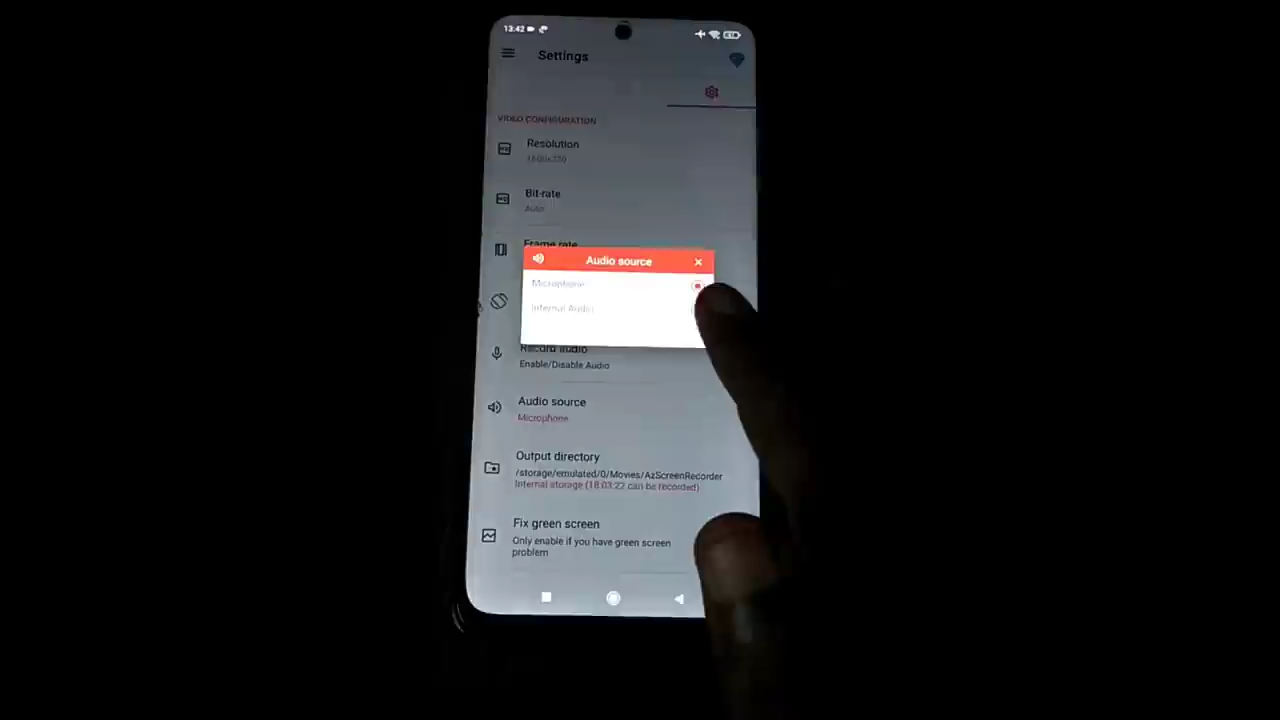 13:42
Settings
VIDEO CONFIGURATION
Resolution
Bit-rate
Auto
Frame rate
Audio source
Microphone
Internal Audio
Record audio
Enable/Disable Audio
Audio source
Microphone
Output directory
/storage/emulated/0/Movies/AzScreenRecorder
Internal storage (18:03:22 can be recorded)
Fix green screen
Only enable if you have green screen
problem